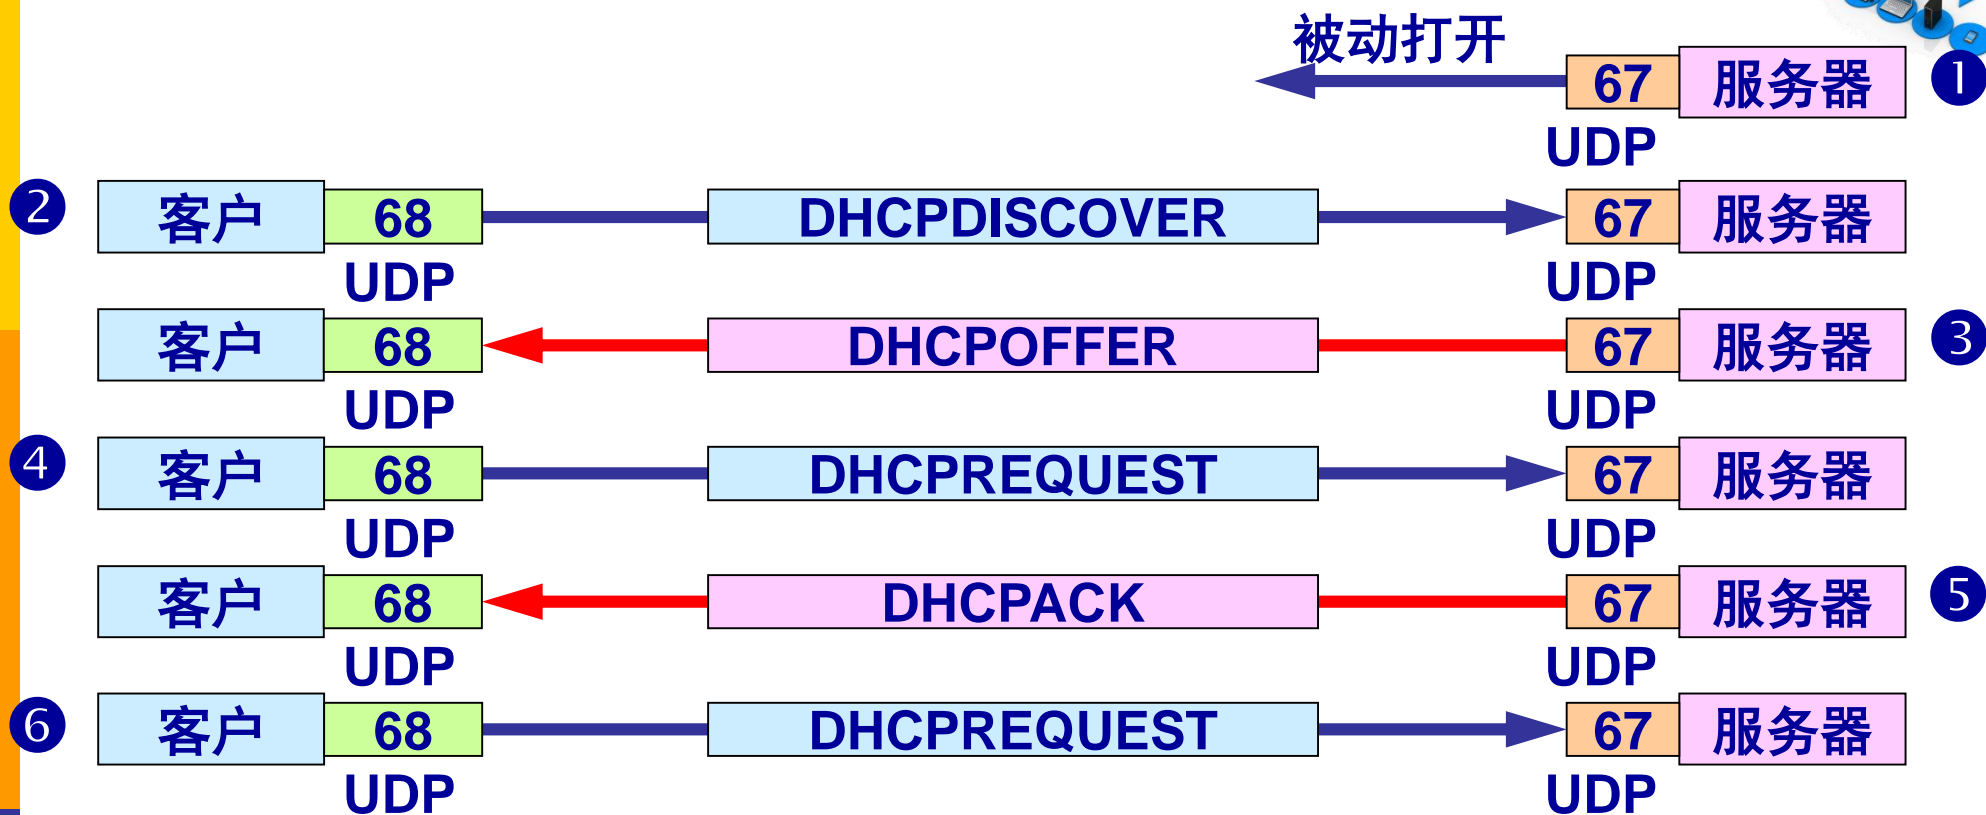 被动打开
67 服务器 ❶
UDP
❷ 客户 68 DHCPDISCOVER 67 服务器
UDP UDP
客户 68 DHCPOFFER 67 服务器 ❸
UDP UDP
❹ 客户 68 DHCPREQUEST 67 服务器
UDP UDP
客户 68 DHCPACK 67 服务器 ❺
UDP UDP
❻ 客户 68 DHCPREQUEST 67 服务器
UDP UDP